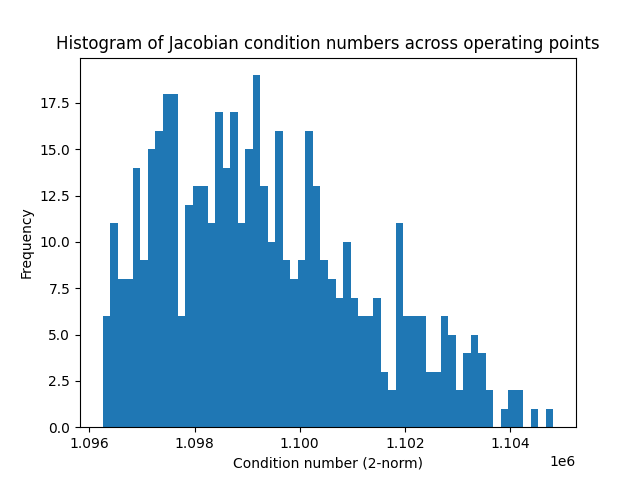 Histogram of Jacobian condition numbers across operating points
17.5
15.0
12.5
10.0
7.5
5.0
2.5
0.0
Frequency
1.096 1.098 1.100 1.102 1.104
1e6
Condition number (2-norm)